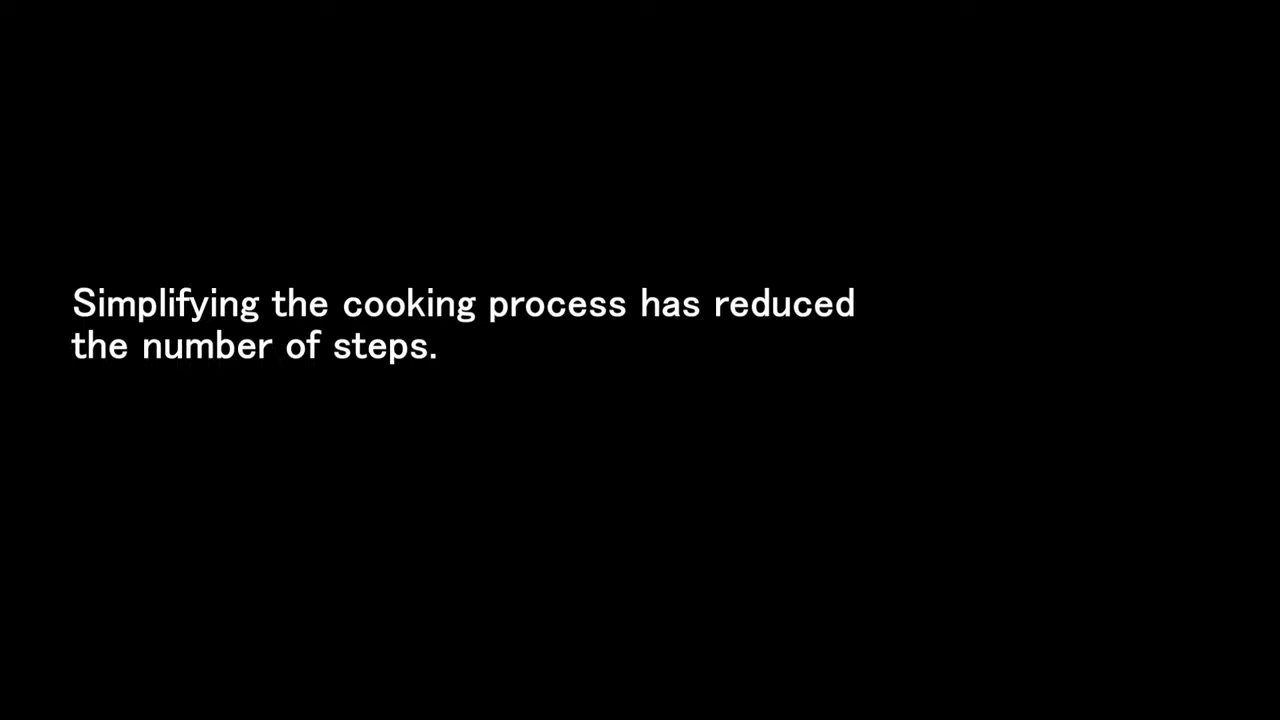 Simplifying the cooking process has reduced
the number of steps.